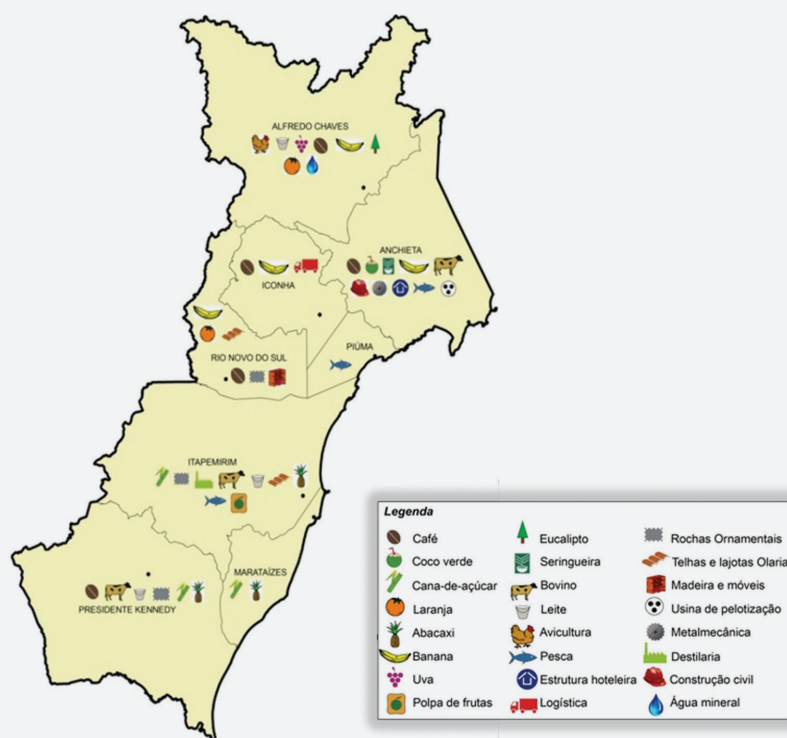 ALFREDO CHAVES
ANCHIETA
ICONHA
PIÚMA
RIO NOVO DO SUL
ITAPEMIRIM
MARATAÍZES
PRESIDENTE KENNEDY
Legenda
Café
Coco verde
Cana-de-açúcar
Laranja
Abacaxi
Banana
Uva
Polpa de frutas
Eucalipto
Seringueira
Bovino
Leite
Avicultura
Pesca
Estrutura hoteleira
Logística
Rochas Ornamentais
Telhas e lajotas Olaria
Madeira e móveis
Usina de pelotização
Metalmecânica
Destilaria
Construção civil
Água mineral